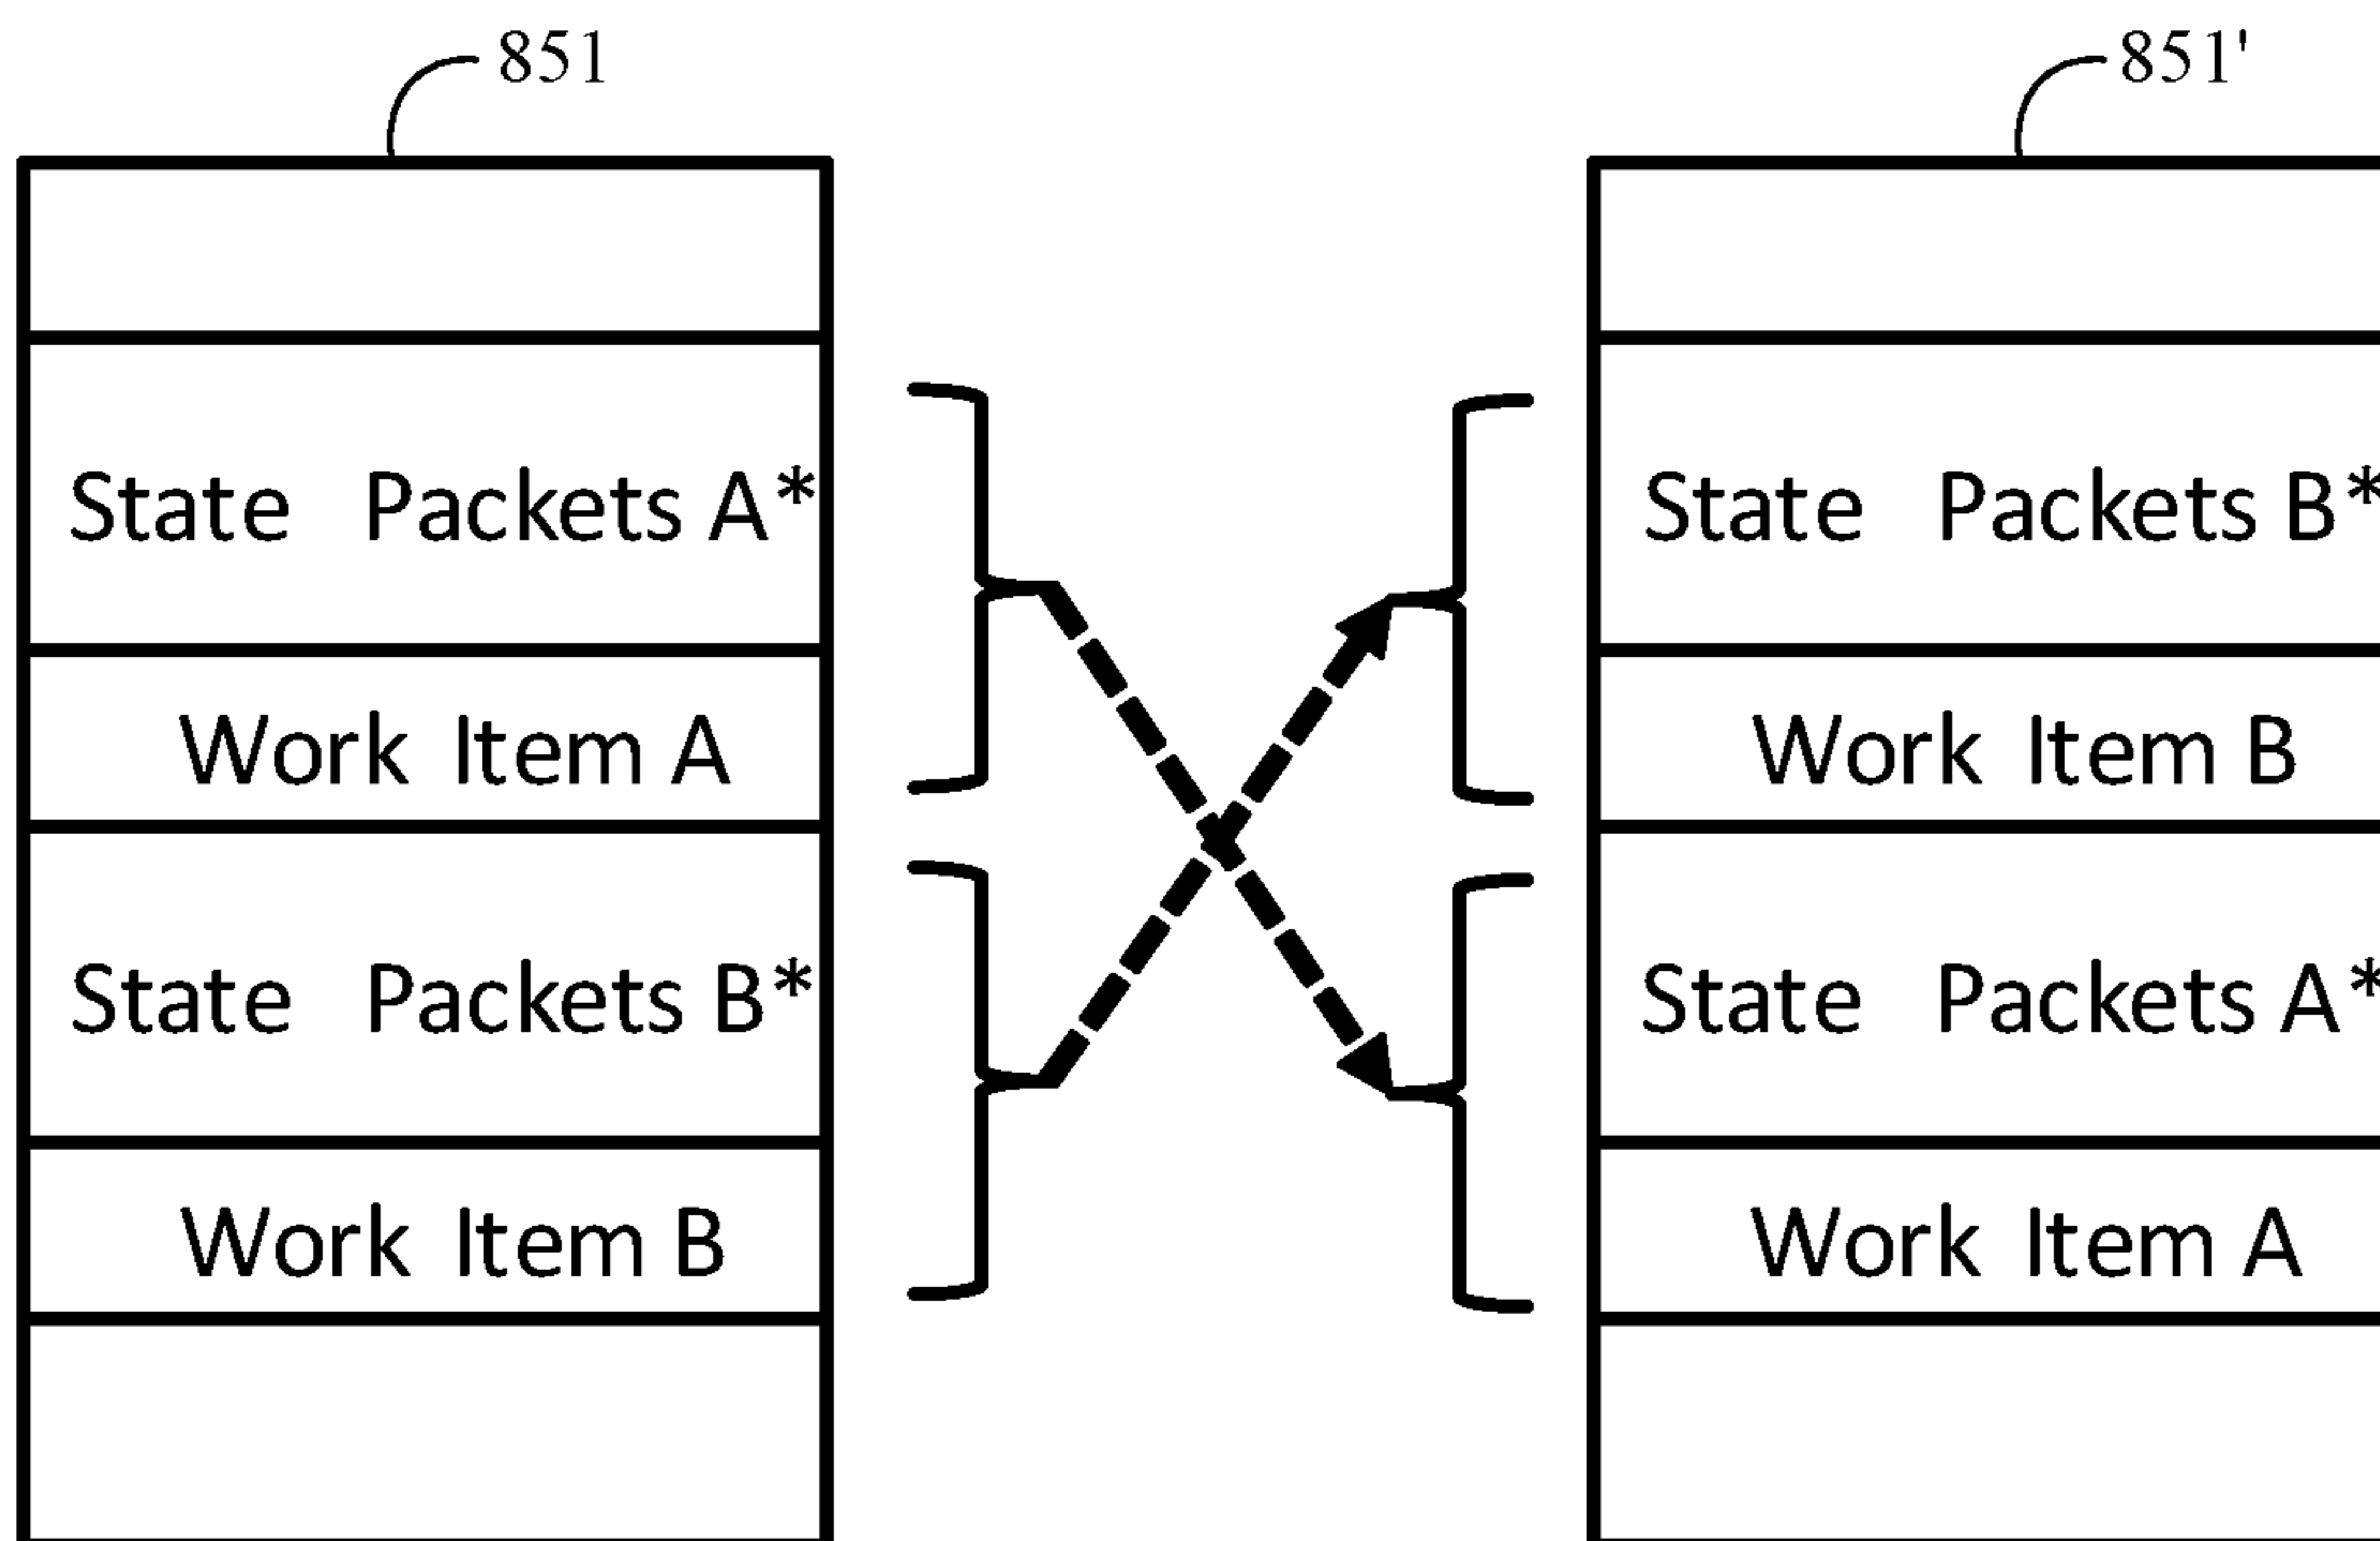 851
State Packets A*
Work Item A
State Packets B*
Work Item B
851'
State Packets B*
Work Item B
State Packets A*
Work Item A